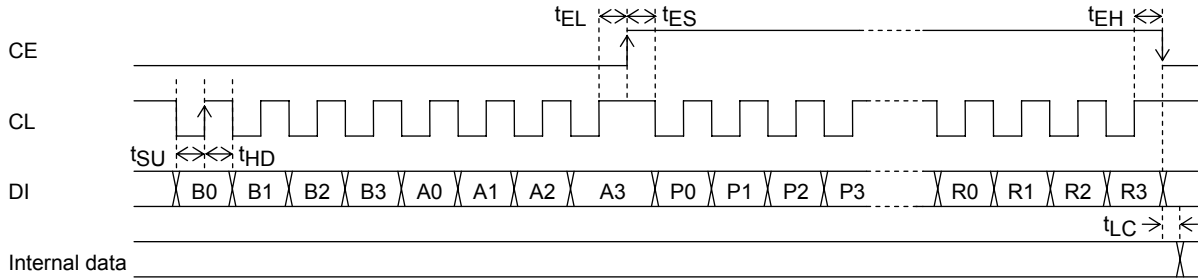 tEL tES tEH
CE
CL
tSU tHD
DI B0 B1 B2 B3 A0 A1 A2 A3 P0 P1 P2 P3 R0 R1 R2 R3
tLC
Internal data